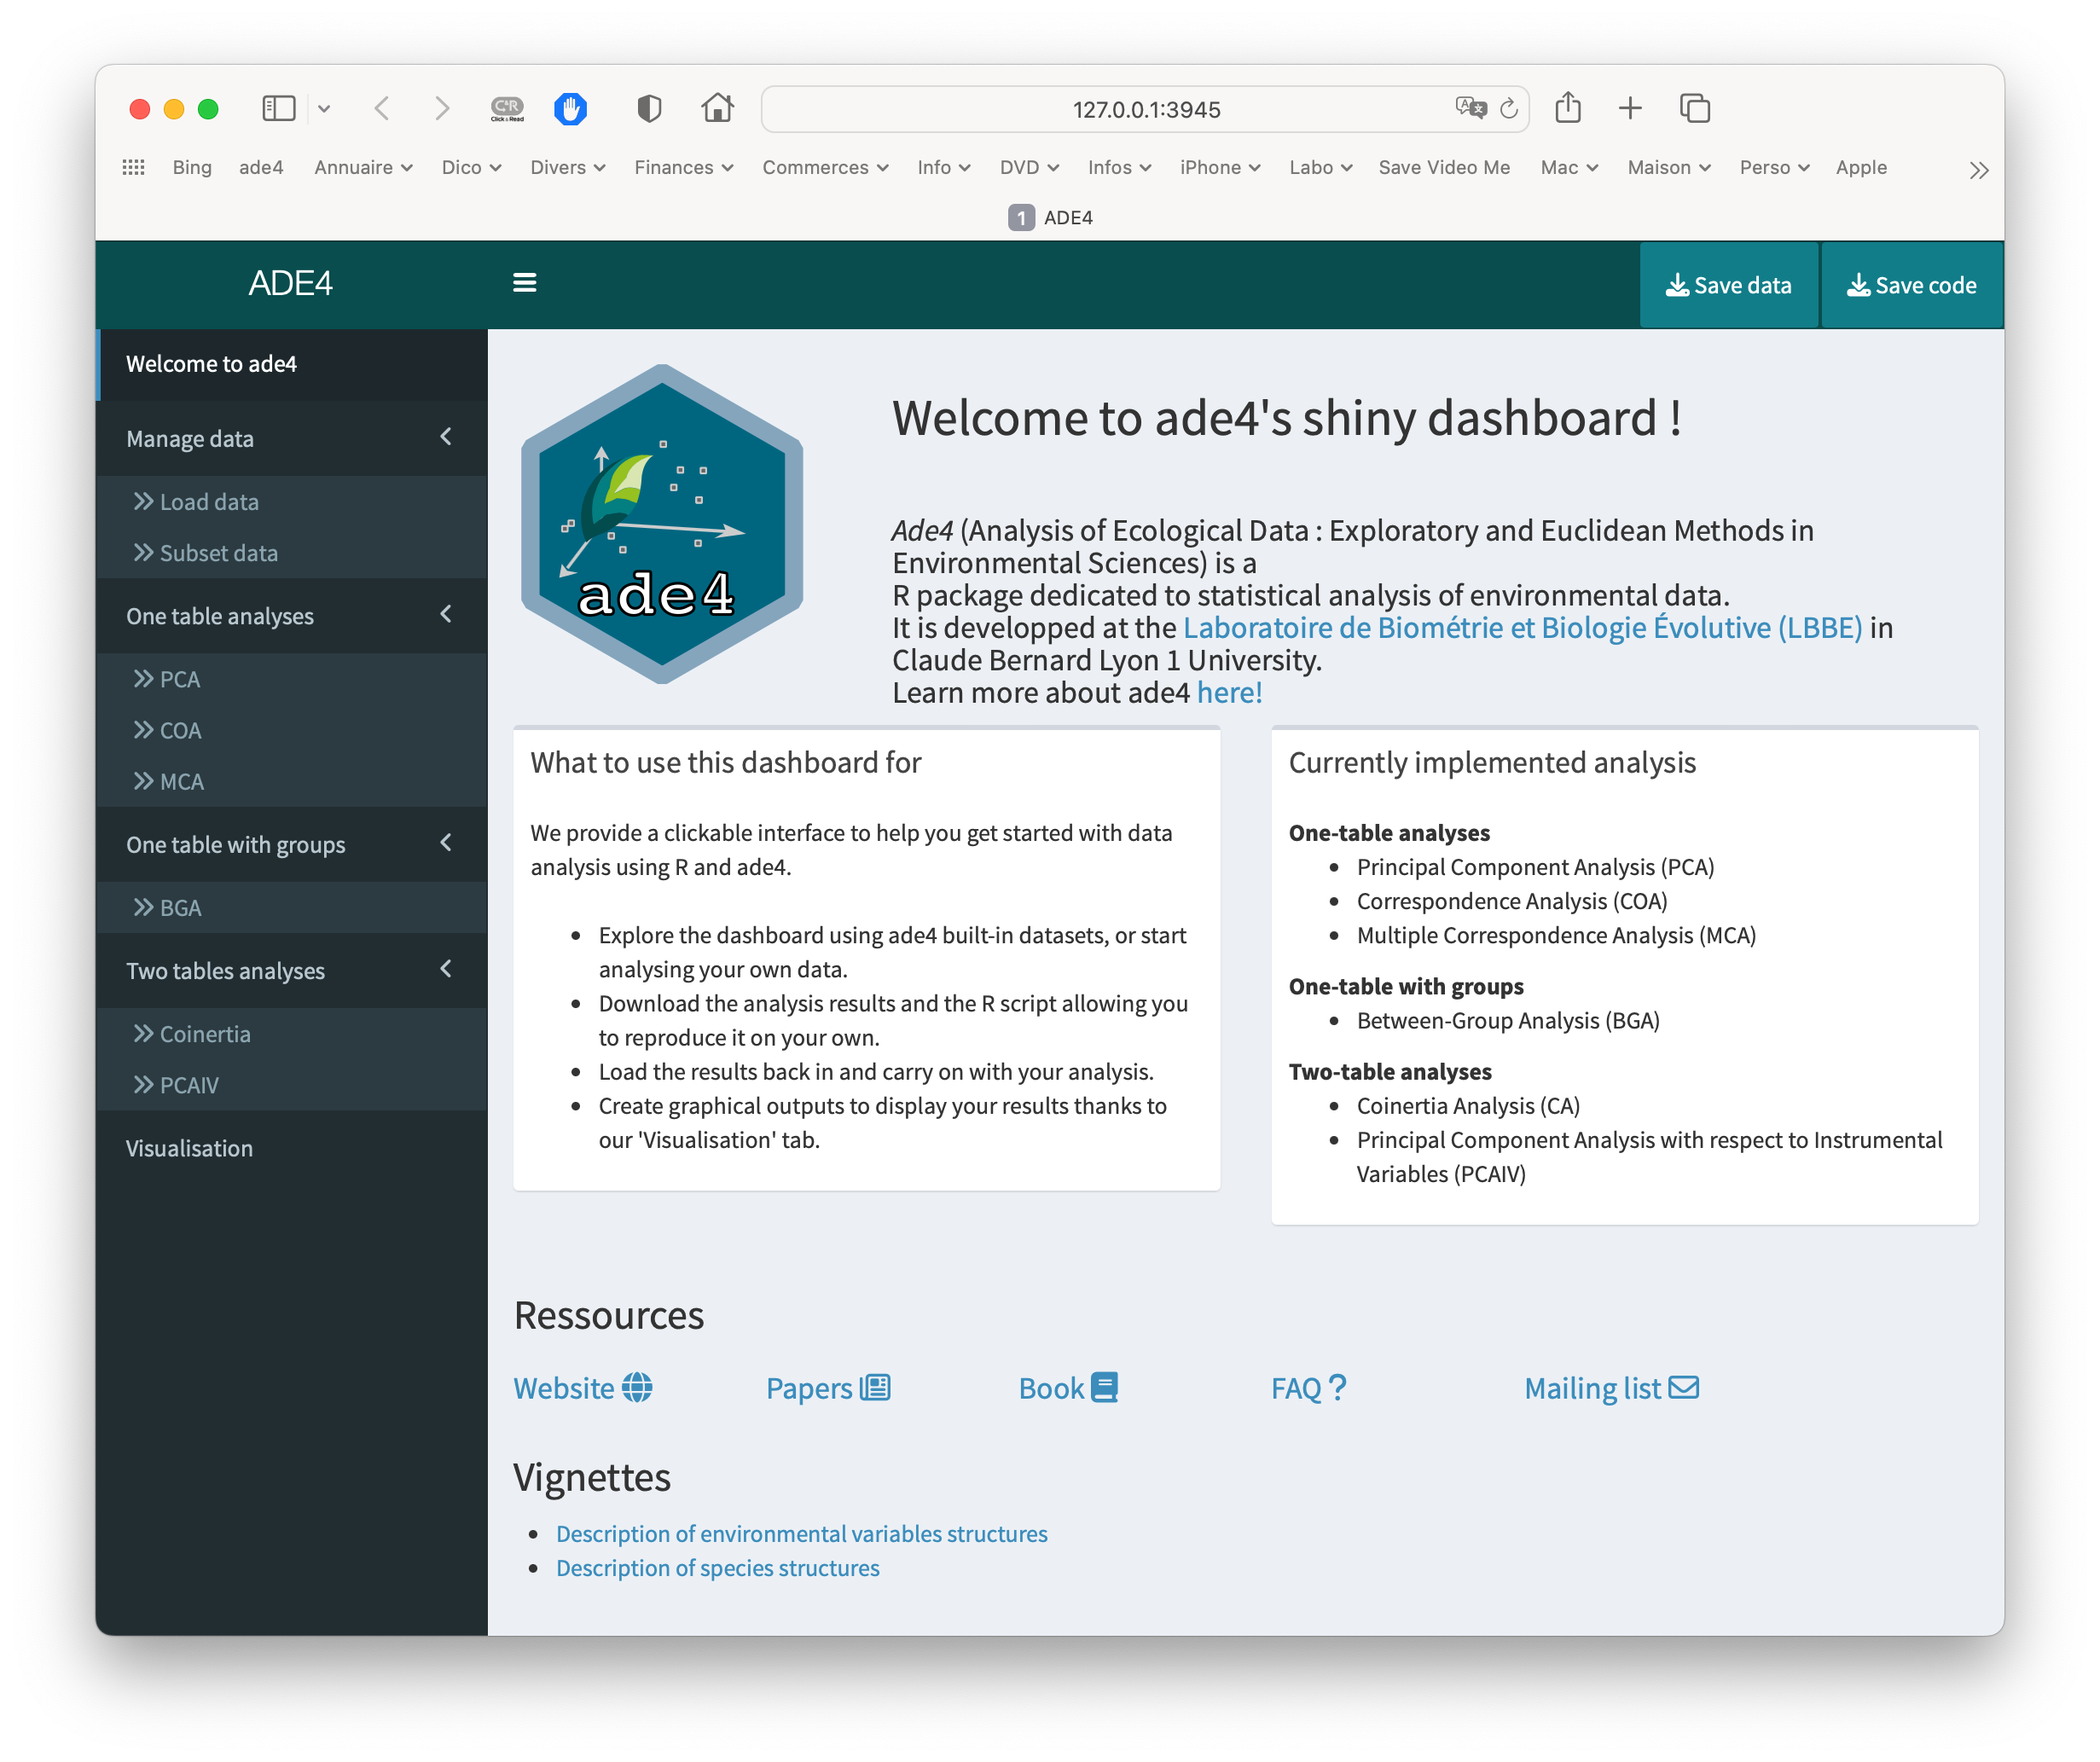 C&R
Click & Read
127.0.0.1:3945
Bing ade4 Annuaire Dico Divers Finances Commerces Info DVD Infos iPhone Labo Save Video Me Mac Maison Perso Apple
1 ADE4
ADE4
Save data
Save code
Welcome to ade4
Manage data
Load data
Subset data
One table analyses
PCA
COA
MCA
One table with groups
BGA
Two tables analyses
Coinertia
PCAIV
Visualisation
ade4
Welcome to ade4's shiny dashboard !
Ade4 (Analysis of Ecological Data : Exploratory and Euclidean Methods in
Environmental Sciences) is a
R package dedicated to statistical analysis of environmental data.
It is developped at the Laboratoire de Biométrie et Biologie Évolutive (LBBE) in
Claude Bernard Lyon 1 University.
Learn more about ade4 here!
What to use this dashboard for
We provide a clickable interface to help you get started with data
analysis using R and ade4.
• Explore the dashboard using ade4 built-in datasets, or start
analysing your own data.
• Download the analysis results and the R script allowing you
to reproduce it on your own.
• Load the results back in and carry on with your analysis.
• Create graphical outputs to display your results thanks to
our 'Visualisation' tab.
Currently implemented analysis
One-table analyses
• Principal Component Analysis (PCA)
• Correspondence Analysis (COA)
• Multiple Correspondence Analysis (MCA)
One-table with groups
• Between-Group Analysis (BGA)
Two-table analyses
• Coinertia Analysis (CA)
• Principal Component Analysis with respect to Instrumental
Variables (PCAIV)
Ressources
Website
Papers
Book
FAQ ?
Mailing list
Vignettes
• Description of environmental variables structures
• Description of species structures